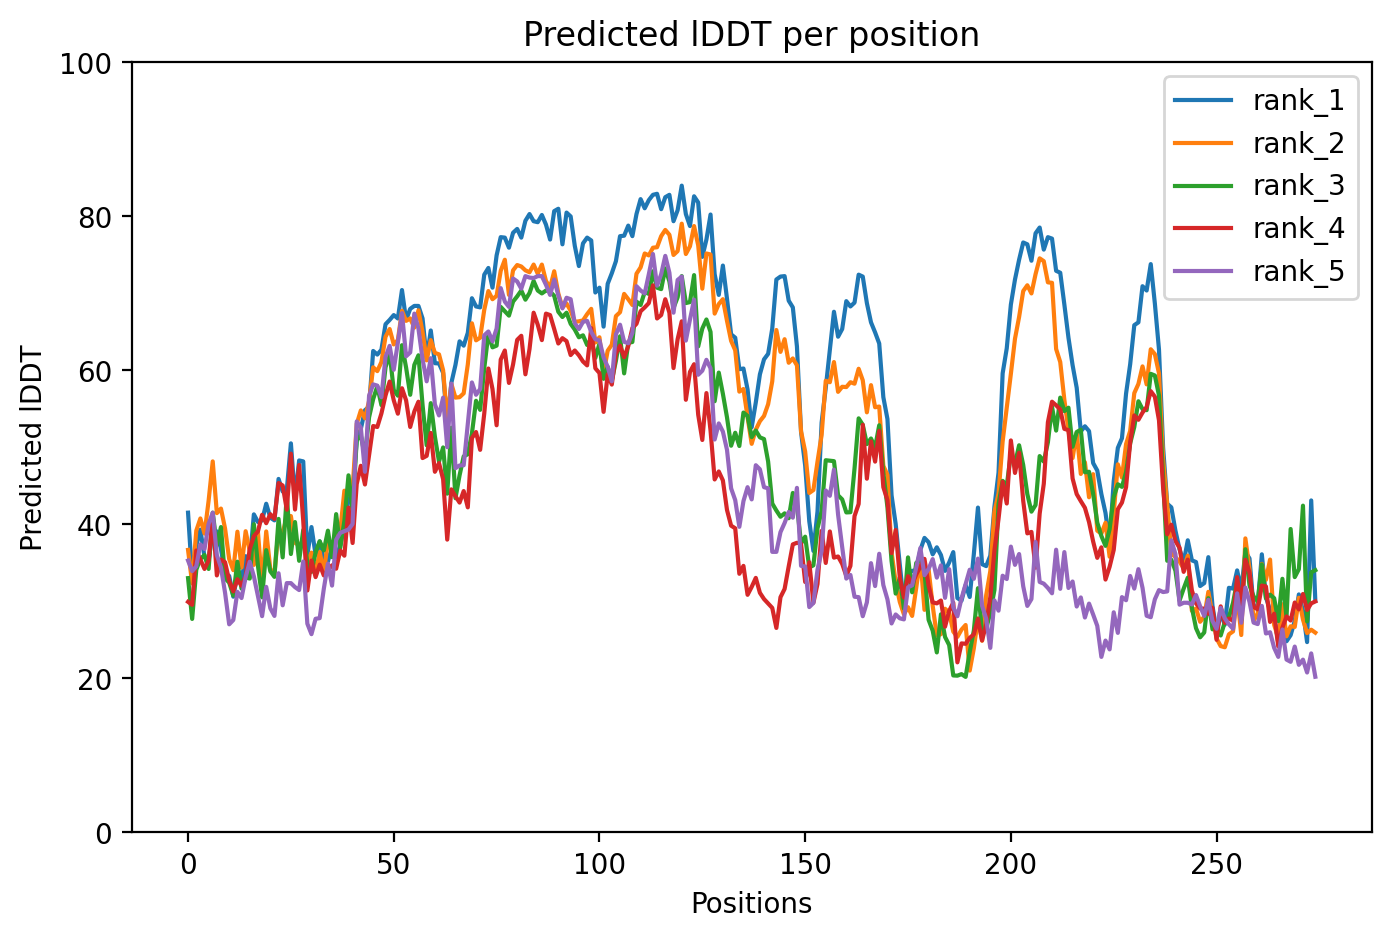 Predicted lDDT per position
100
80
60
40
20
0
Predicted lDDT
0 50 100 150 200 250
Positions
rank_1
rank_2
rank_3
rank_4
rank_5